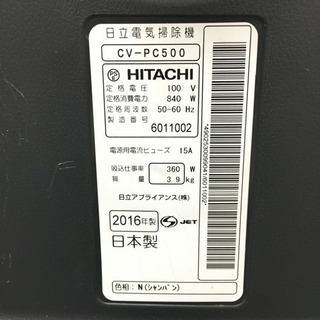 日立電気掃除機
CV-PC500
HITACHI
定格電圧 100 V
定格消費電力 840 W
定格周波数 50-60 Hz
製造番号
6011002
電源用電流ヒューズ 15A
吸込仕事率 360 W
質量 3.9 kg
日立アプライアンス(株)
2016年製 JET
日本製
色相:N(シャンパン)